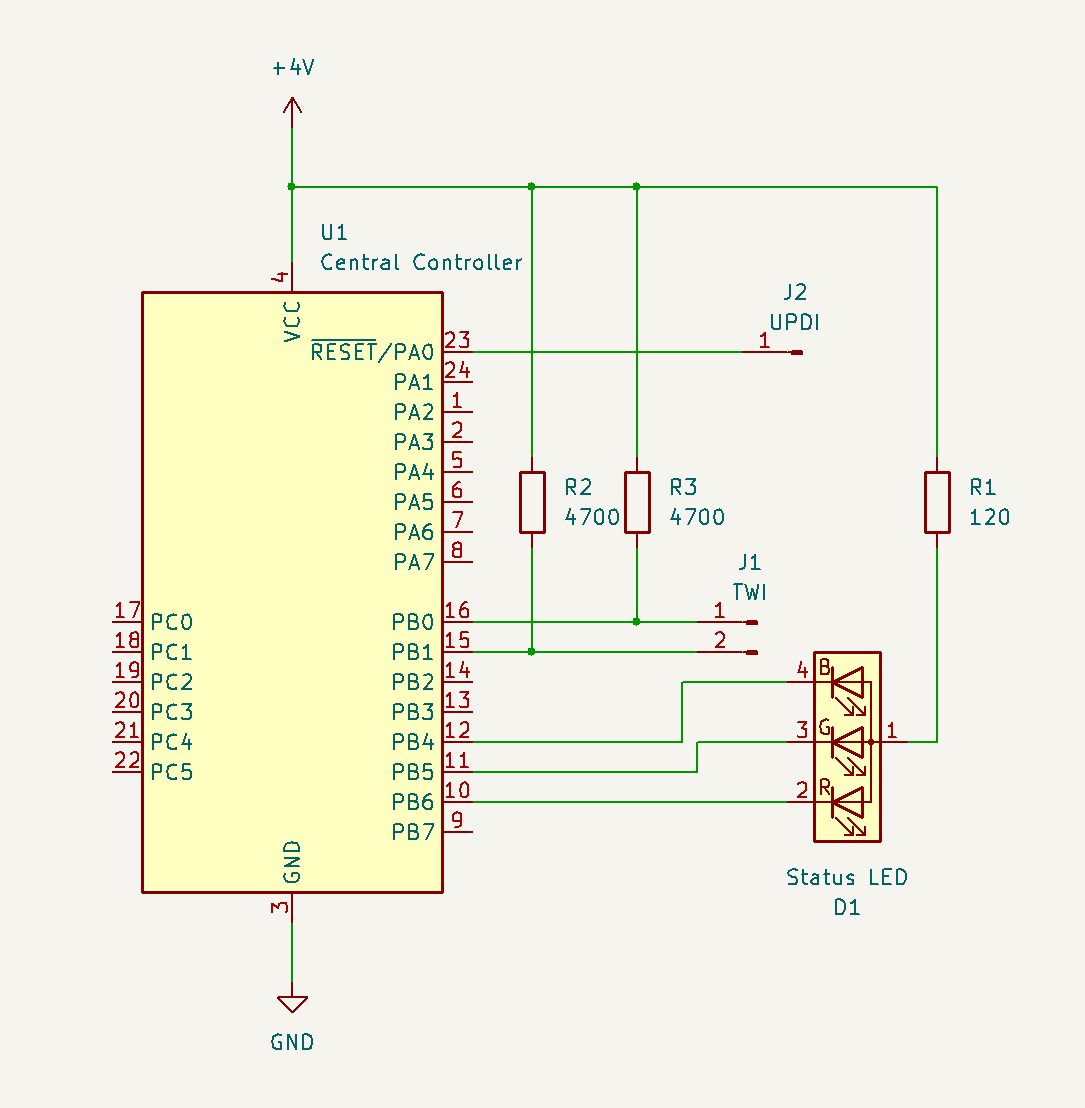 +4V
U1
Central Controller
4
VCC
RESET/PA0
23
PA1
24
PA2
1
PA3
2
PA4
5
PA5
6
PA6
7
PA7
8
J2
UPDI
1
R2
4700
R3
4700
R1
120
J1
TWI
1
2
17
PC0
18
PC1
19
PC2
20
PC3
21
PC4
22
PC5
PB0
16
PB1
15
PB2
14
PB3
13
PB4
12
PB5
11
PB6
10
PB7
9
4
B
3
G
1
2
R
Status LED
D1
GND
3
GND